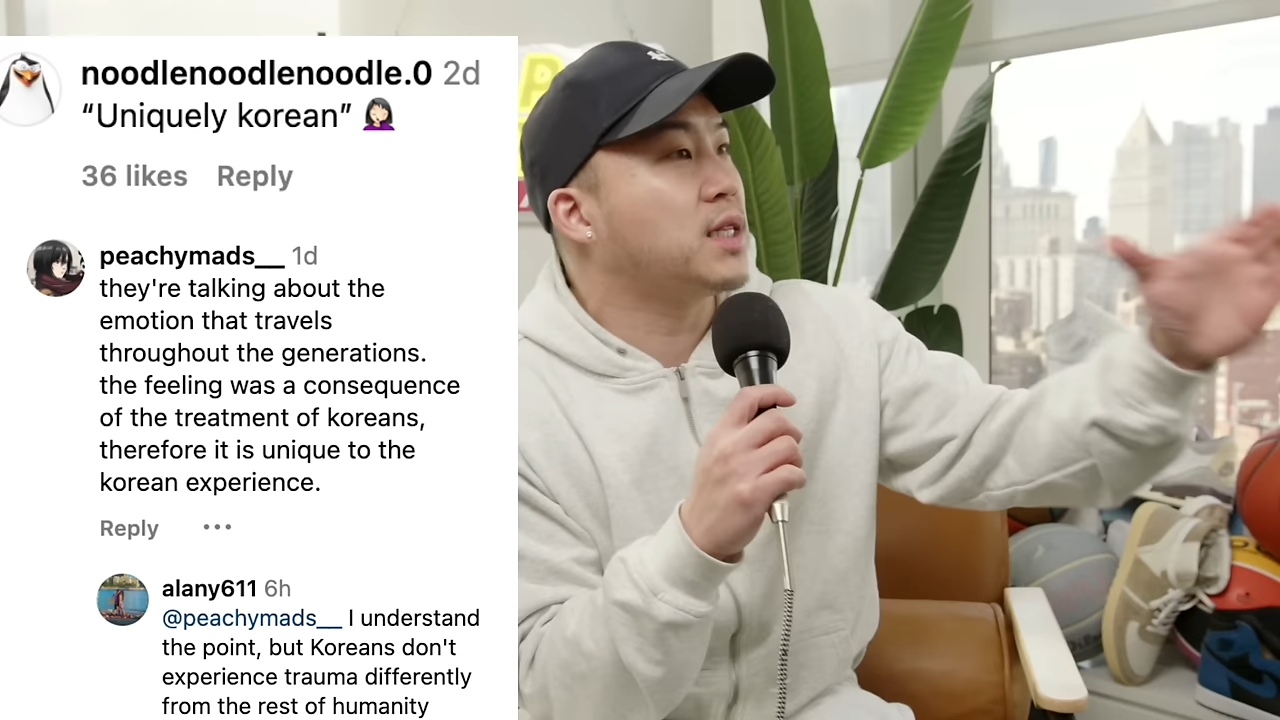 noodlenoodlenoodle.0 2d
“Uniquely korean” 🤦🏻‍♀️
36 likes Reply
peachymads__ 1d
they're talking about the
emotion that travels
throughout the generations.
the feeling was a consequence
of the treatment of koreans,
therefore it is unique to the
korean experience.
Reply •••
alany611 6h
@peachymads__ I understand
the point, but Koreans don't
experience trauma differently
from the rest of humanity